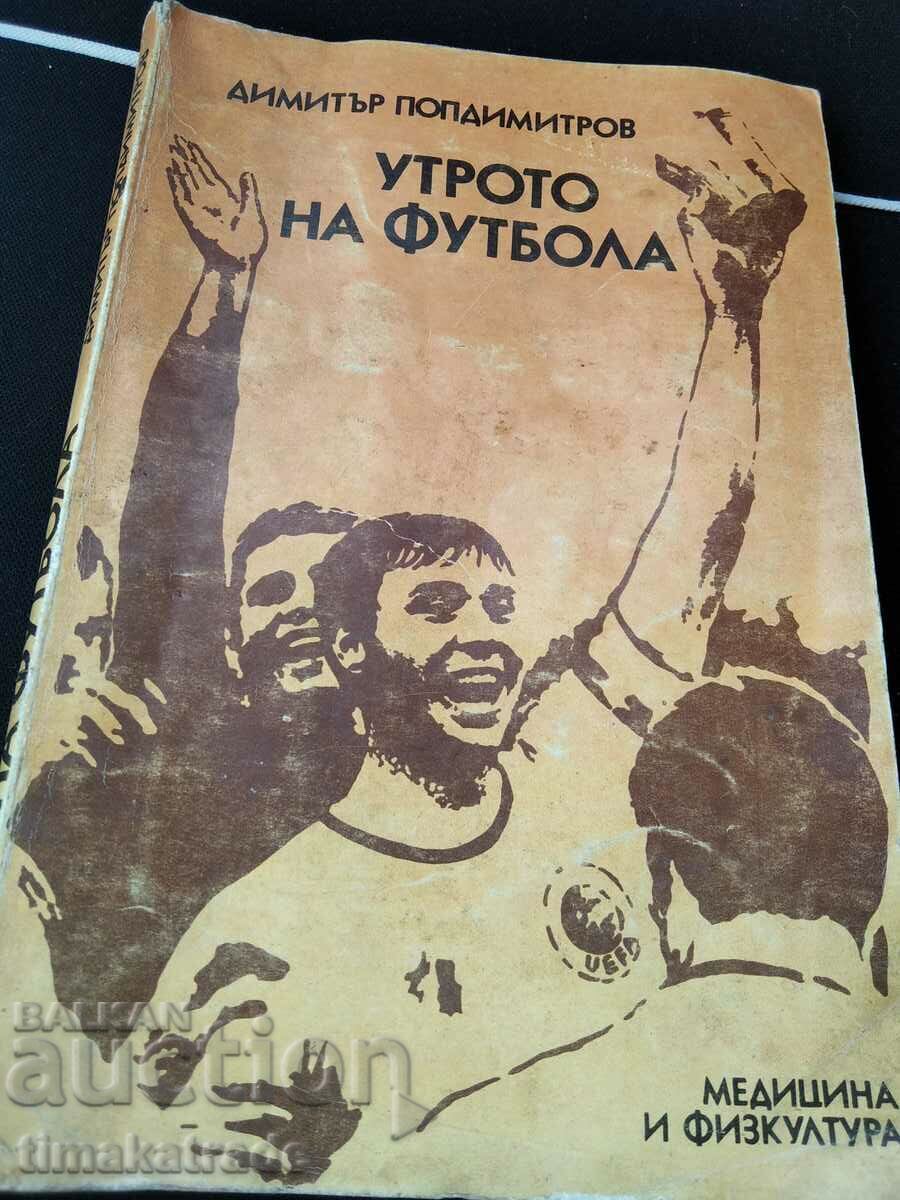 ДИМИТЪР ПОПДИМИТРОВ
УТРОТО
НА ФУТБОЛА
UEFA
МЕДИЦИНА
И ФИЗКУЛТУРА
BALKAN
auction
timakatrade